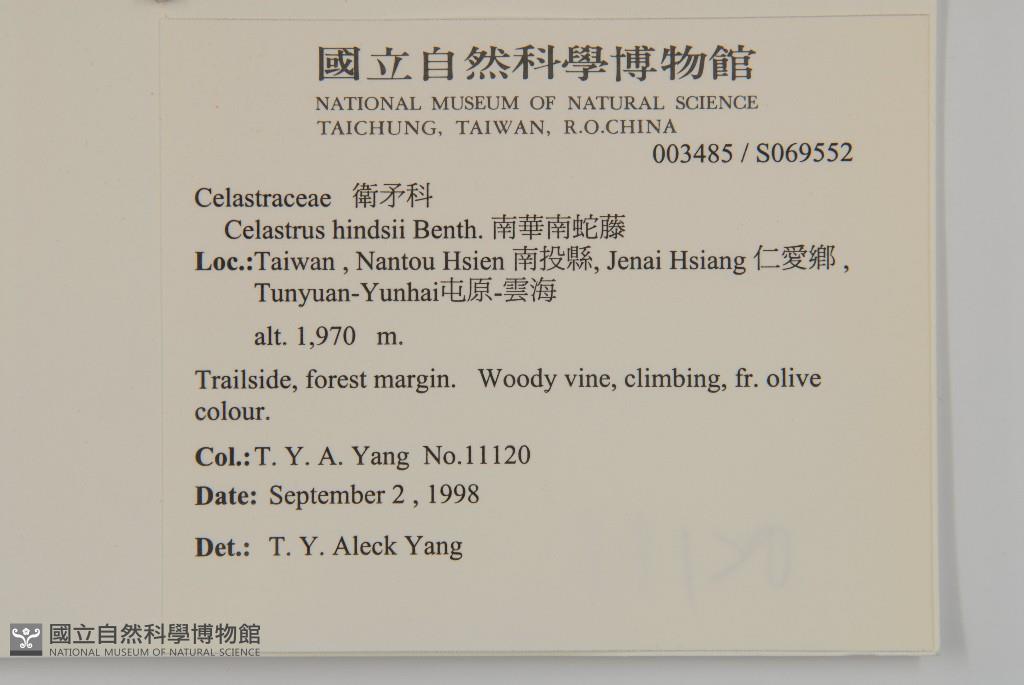 國立自然科學博物館
NATIONAL MUSEUM OF NATURAL SCIENCE
TAICHUNG, TAIWAN, R.O.CHINA
003485 / S069552
Celastraceae 衛矛科
Celastrus hindsii Benth. 南華南蛇藤
Loc.:Taiwan , Nantou Hsien 南投縣, Jenai Hsiang 仁愛鄉 ,
Tunyuan-Yunhai屯原-雲海
alt. 1,970 m.
Trailside, forest margin. Woody vine, climbing, fr. olive
colour.
Col.: T. Y. A. Yang No.11120
Date: September 2 , 1998
Det.: T. Y. Aleck Yang
國立自然科學博物館
NATIONAL MUSEUM OF NATURAL SCIENCE